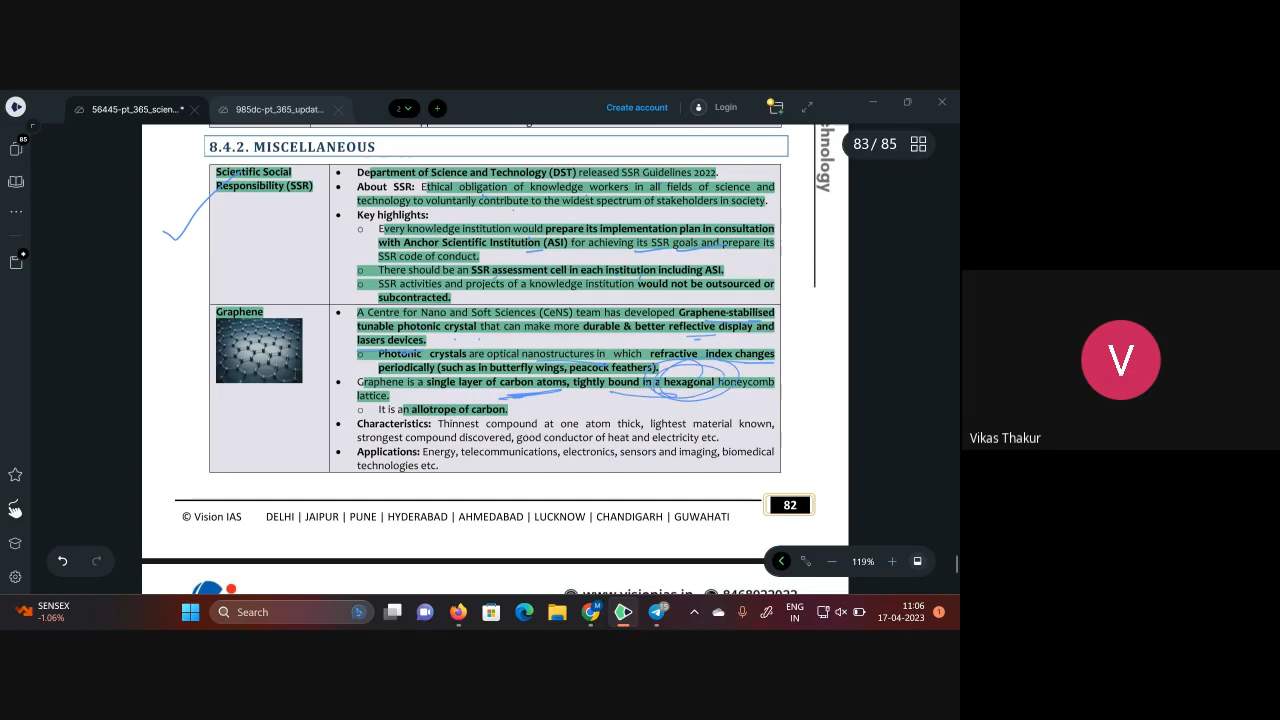 56445-pt_365_scien...*
985dc-pt_365_updat...
2
Create account
Login
85
83 / 85
chnology
8.4.2. MISCELLANEOUS
Scientific Social
Responsibility (SSR)
• Department of Science and Technology (DST) released SSR Guidelines 2022.
• About SSR: Ethical obligation of knowledge workers in all fields of science and
technology to voluntarily contribute to the widest spectrum of stakeholders in society.
• Key highlights:
o Every knowledge institution would prepare its implementation plan in consultation
with Anchor Scientific Institution (ASI) for achieving its SSR goals and prepare its
SSR code of conduct.
o There should be an SSR assessment cell in each institution including ASI.
o SSR activities and projects of a knowledge institution would not be outsourced or
subcontracted.
Graphene
• A Centre for Nano and Soft Sciences (CeNS) team has developed Graphene-stabilised
tunable photonic crystal that can make more durable & better reflective display and
lasers devices.
o Photonic crystals are optical nanostructures in which refractive index changes
periodically (such as in butterfly wings, peacock feathers).
• Graphene is a single layer of carbon atoms, tightly bound in a hexagonal honeycomb
lattice.
o It is an allotrope of carbon.
• Characteristics: Thinnest compound at one atom thick, lightest material known,
strongest compound discovered, good conductor of heat and electricity etc.
• Applications: Energy, telecommunications, electronics, sensors and imaging, biomedical
technologies etc.
82
© Vision IAS DELHI | JAIPUR | PUNE | HYDERABAD | AHMEDABAD | LUCKNOW | CHANDIGARH | GUWAHATI
119%
www.visionias.in 8468022022
V
Vikas Thakur
SENSEX
-1.06%
Search
15
ENG
IN
11:06
17-04-2023
1